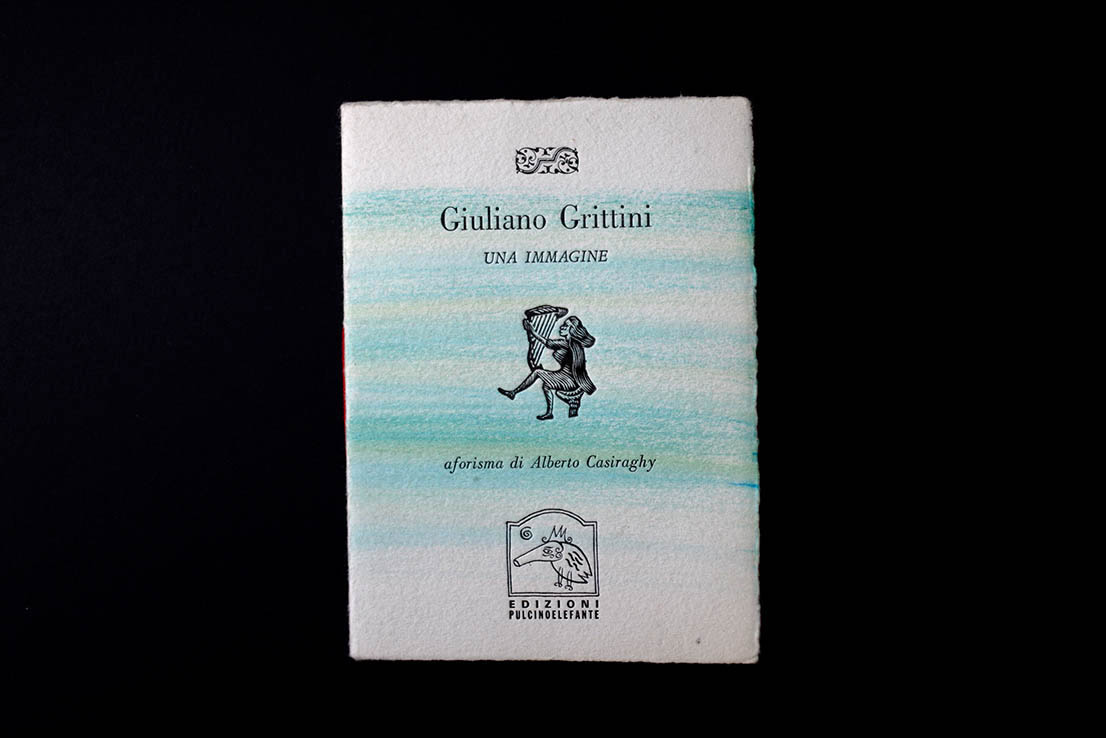 Giuliano Grittini
UNA IMMAGINE
aforisma di Alberto Casiraghy
EDIZIONI
PULCINOELEFANTE